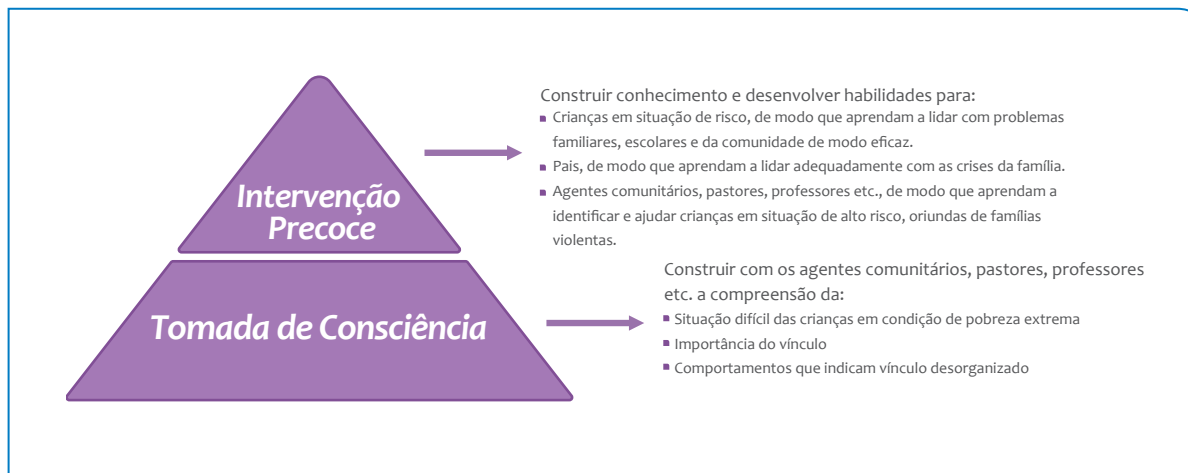 Construir conhecimento e desenvolver habilidades para:
Crianças em situação de risco, de modo que aprendam a lidar com problemas
familiares, escolares e da comunidade de modo eficaz.
Pais, de modo que aprendam a lidar adequadamente com as crises da família.
Agentes comunitários, pastores, professores etc., de modo que aprendam a
identificar e ajudar crianças em situação de alto risco, oriundas de famílias
violentas.
Intervenção
Precoce
Construir com os agentes comunitários, pastores, professores
etc. a compreensão da:
Situação difícil das crianças em condição de pobreza extrema
Importância do vínculo
Comportamentos que indicam vínculo desorganizado
Tomada de Consciência